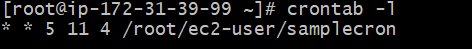 [root@ip-172-31-39-99 ~]# crontab -l
* * 5 11 4 /root/ec2-user/samplecron